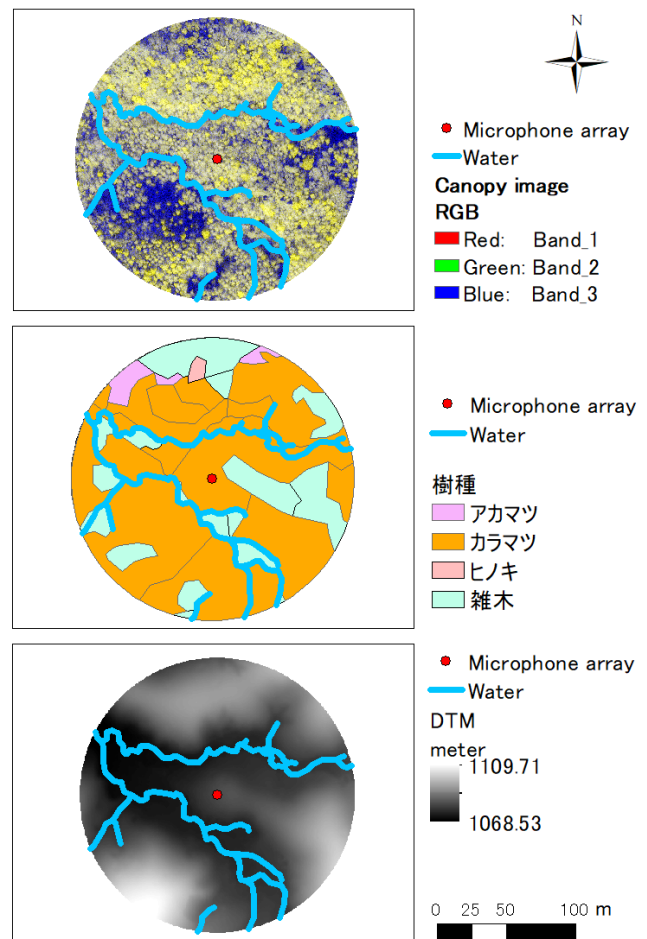 N
Microphone array
Water
Canopy image
RGB
Red: Band_1
Green: Band_2
Blue: Band_3
Microphone array
Water
樹種
アカマツ
カラマツ
ヒノキ
雑木
Microphone array
Water
DTM
meter
1109.71
1068.53
0 25 50 100 m